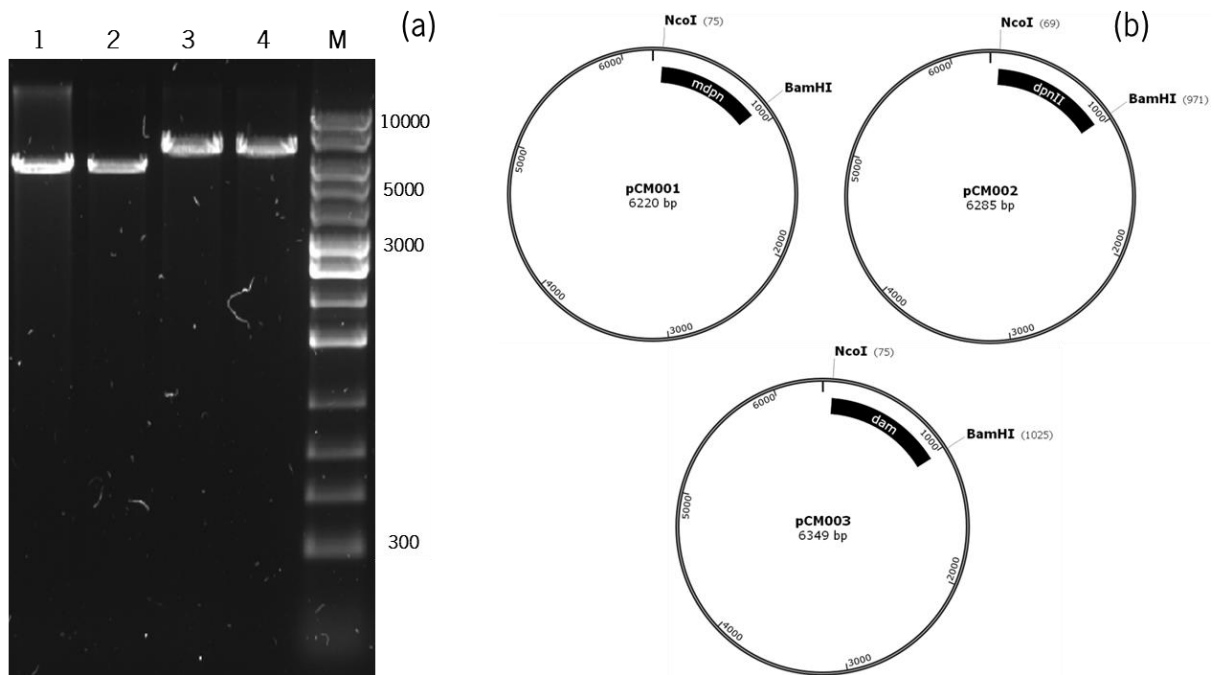 1 2 3 4 M
(a)
10000
5000
3000
300
(b)
NcoI (75)
6000
mdpn
1000
BamHI
5000
pCM001
6220 bp
2000
4000
3000
NcoI (69)
6000
dpnII
1000
BamHI (971)
5000
pCM002
6285 bp
2000
4000
3000
NcoI (75)
6000
dam
1000
BamHI (1025)
5000
pCM003
6349 bp
2000
4000
3000